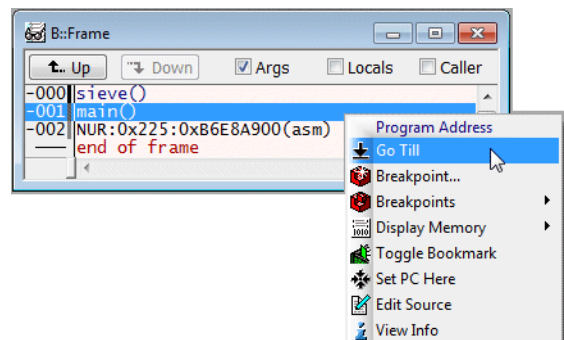 B::Frame
Up Down Args Locals Caller
-000 sieve()
-001 main()
-002 NUR:0x225:0xB6E8A900(asm)
end of frame
Program Address
Go Till
Breakpoint...
Breakpoints
Display Memory
Toggle Bookmark
Set PC Here
Edit Source
View Info